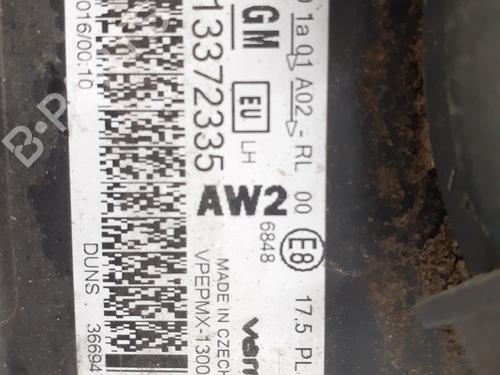 1a 01 A02 - RL 00 E8 17.5 PL
GM EU LH 6848
13372335 AW2 MADE IN CZECH
VPEPMX-1300
016/00:10 DUNS. 36694